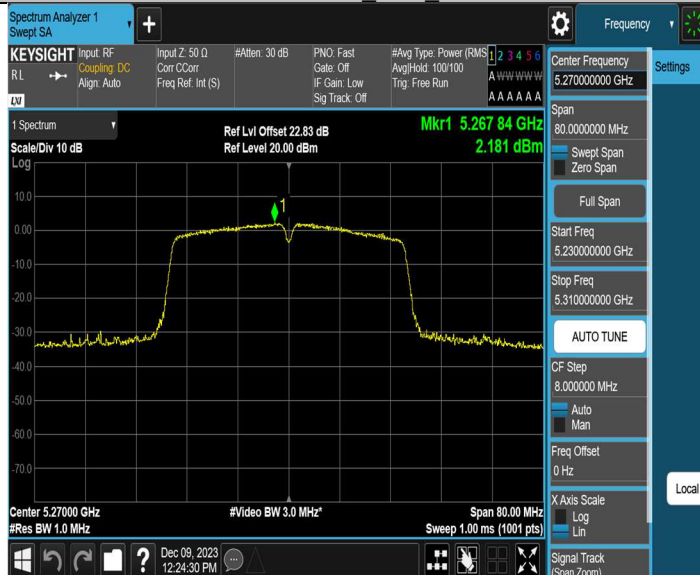 Spectrum Analyzer 1
Swept SA
Frequency
KEYSIGHT
RL
LXI
Input: RF
Coupling: DC
Align: Auto
Input Z: 50 Ω
Corr CCorr
Freq Ref: Int (S)
#Atten: 30 dB
PNO: Fast
Gate: Off
IF Gain: Low
Sig Track: Off
#Avg Type: Power (RMS
Avg|Hold: 100/100
Trig: Free Run
1 2 3 4 5 6
A W W W W W
A A A A A A
1 Spectrum
Scale/Div 10 dB
Log
Ref Lvl Offset 22.83 dB
Ref Level 20.00 dBm
Mkr1 5.267 84 GHz
2.181 dBm
1
10.0
0.00
-10.0
-20.0
-30.0
-40.0
-50.0
-60.0
-70.0
Center 5.27000 GHz
#Res BW 1.0 MHz
#Video BW 3.0 MHz*
Span 80.00 MHz
Sweep 1.00 ms (1001 pts)
Center Frequency
5.270000000 GHz
Settings
Span
80.0000000 MHz
Swept Span
Zero Span
Full Span
Start Freq
5.230000000 GHz
Stop Freq
5.310000000 GHz
AUTO TUNE
CF Step
8.000000 MHz
Auto
Man
Freq Offset
0 Hz
X Axis Scale
Log
Lin
Local
Signal Track
(Span Zoom)
?
Dec 09, 2023
12:24:30 PM